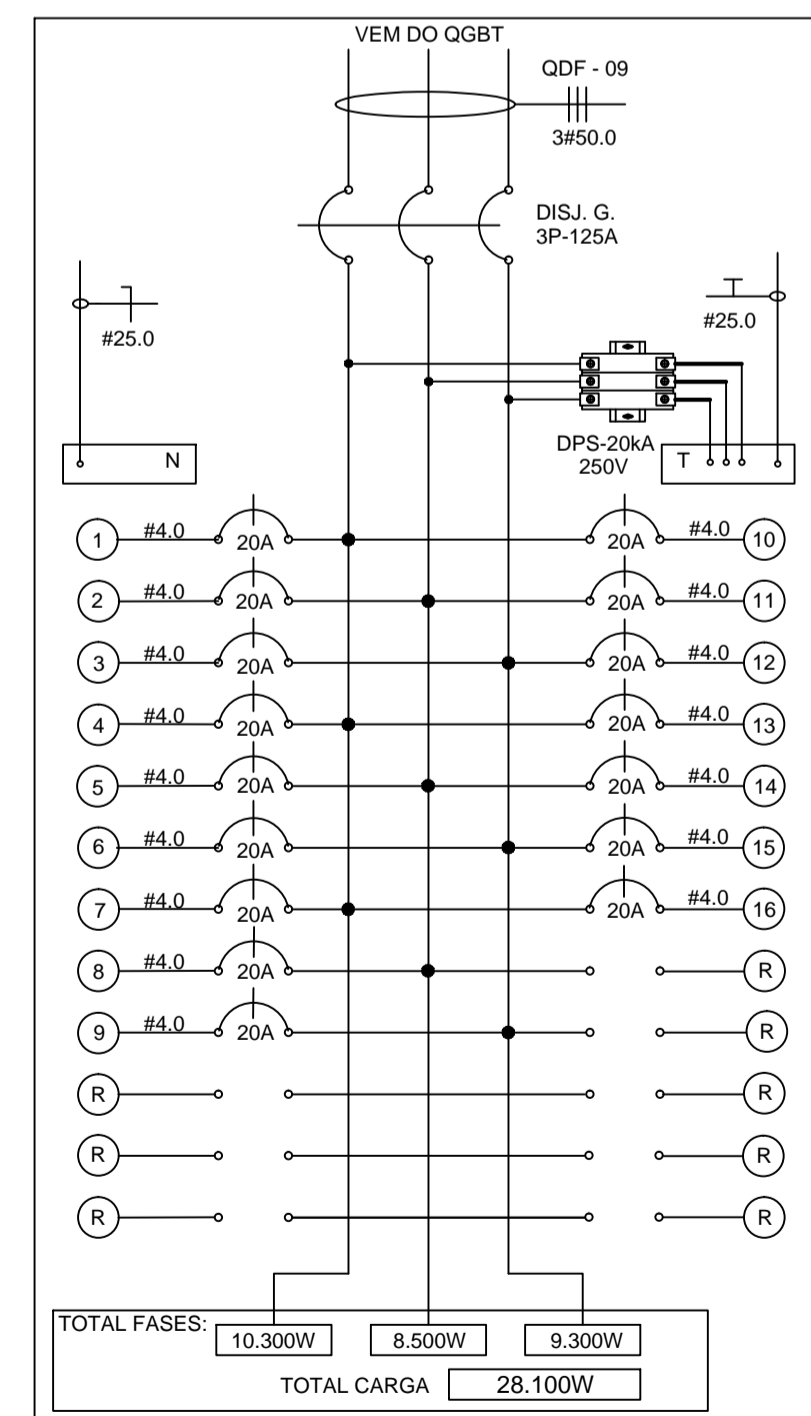 VEM DO QGBT
QDF - 09
3#50.0
DISJ. G.
3P-125A
#25.0
#25.0
DPS-20kA
250V
N
T
1 #4.0 20A 20A #4.0 10
2 #4.0 20A 20A #4.0 11
3 #4.0 20A 20A #4.0 12
4 #4.0 20A 20A #4.0 13
5 #4.0 20A 20A #4.0 14
6 #4.0 20A 20A #4.0 15
7 #4.0 20A 20A #4.0 16
8 #4.0 20A R
9 #4.0 20A R
R R
R R
R R
TOTAL FASES: 10.300W 8.500W 9.300W
TOTAL CARGA 28.100W